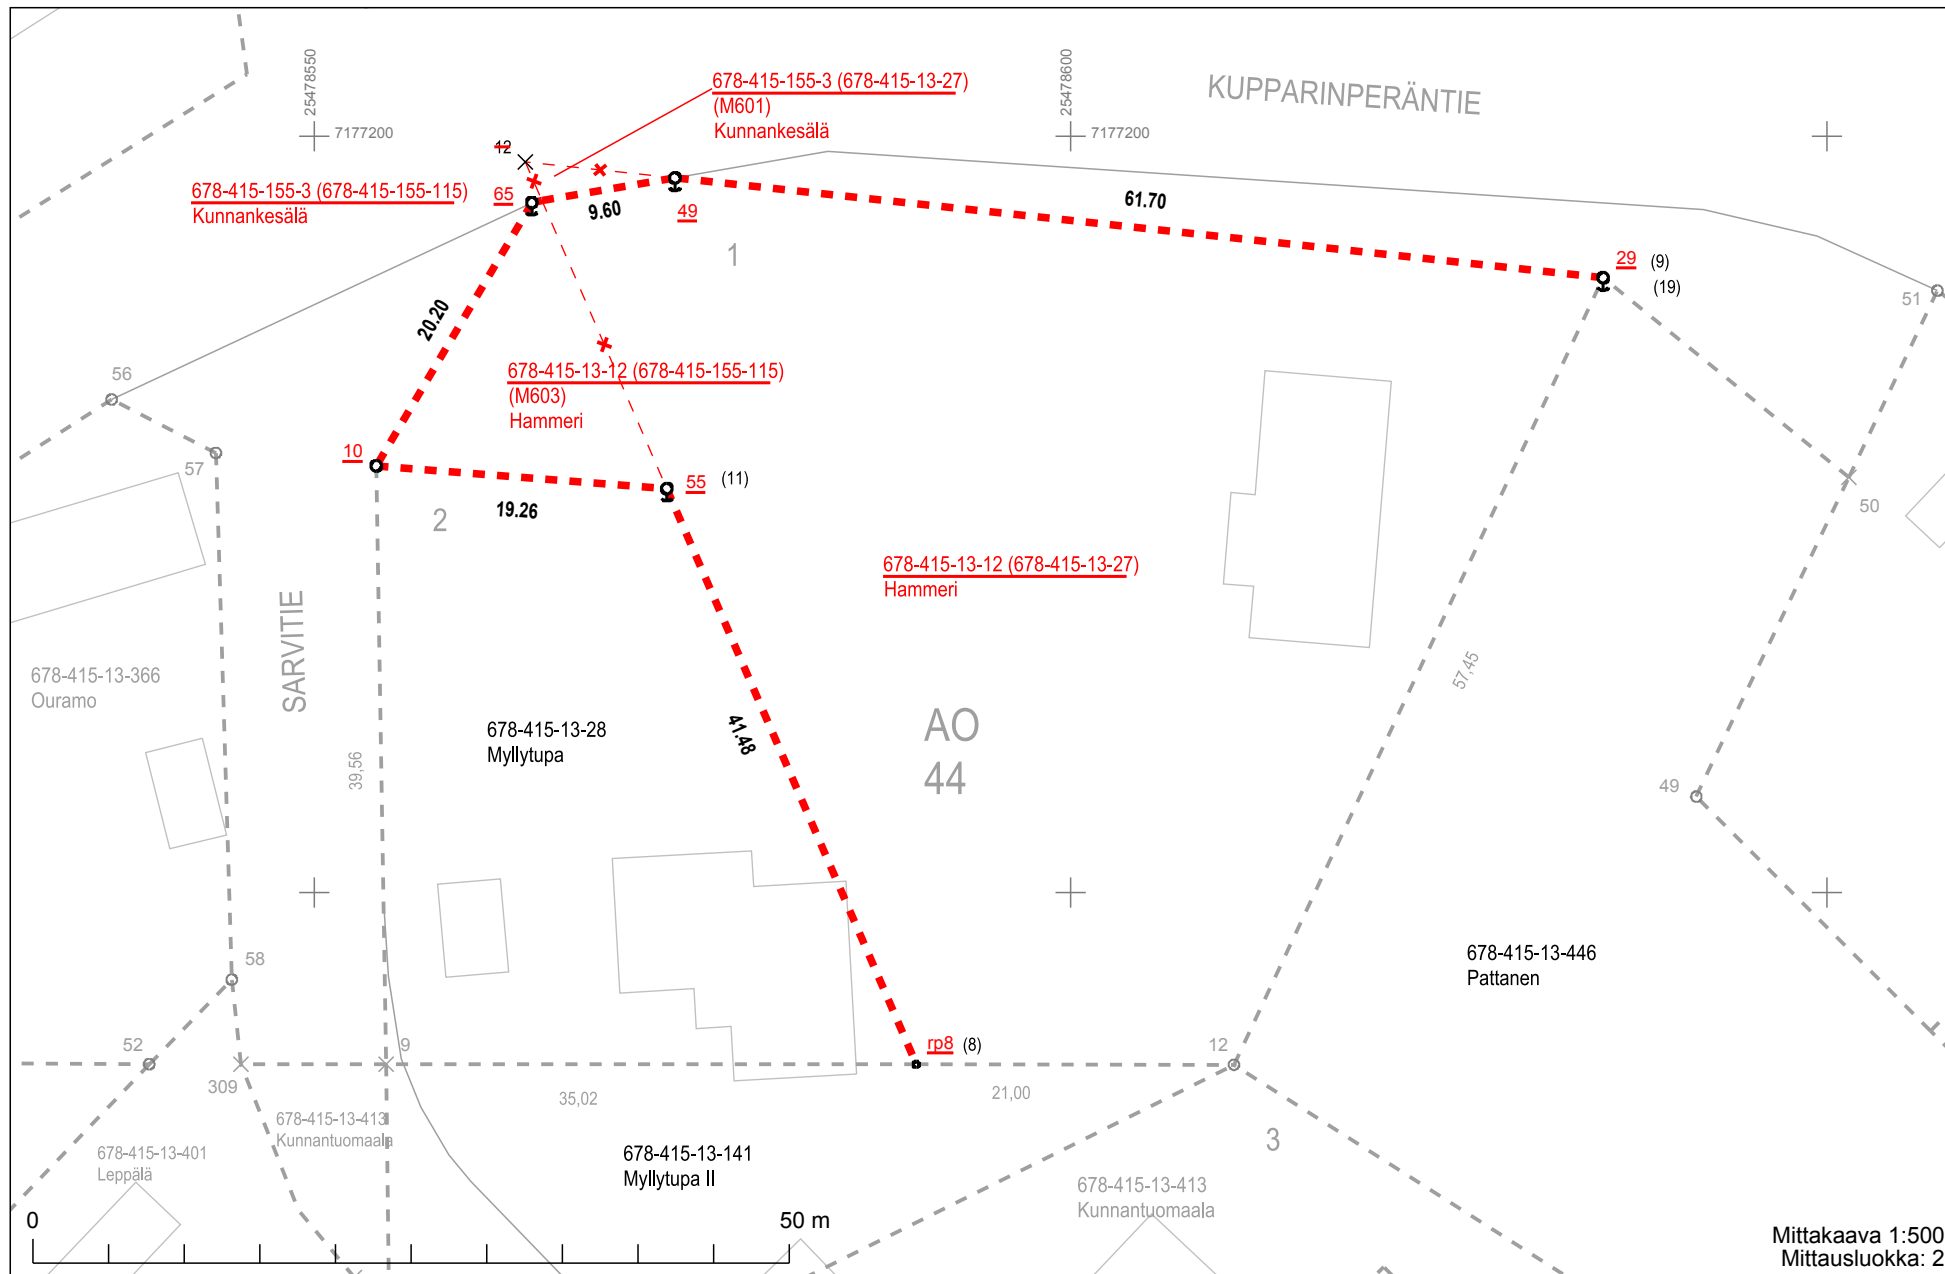 25478550
25478600
7177200
7177200
KUPPARINPERÄNTIE
678-415-155-3 (678-415-13-27)
(M601)
Kunnankesälä
12
678-415-155-3 (678-415-155-115)
Kunnankesälä
65
9.60
49
61.70
1
29 (9)
(19)
51
20.20
678-415-13-12 (678-415-155-115)
(M603)
Hammeri
56
57
10
55 (11)
19.26
2
50
678-415-13-12 (678-415-13-27)
Hammeri
SARVITIE
678-415-13-366
Ouramo
678-415-13-28
Myllytupa
41.48
AO
44
57,45
39,56
49
678-415-13-446
Pattanen
58
52
309
9
rp8 (8)
12
35,02
21,00
678-415-13-413
Kunnantuomaala
678-415-13-401
Leppälä
678-415-13-141
Myllytupa II
3
678-415-13-413
Kunnantuomaala
0
50 m
Mittakaava 1:500
Mittausluokka: 2